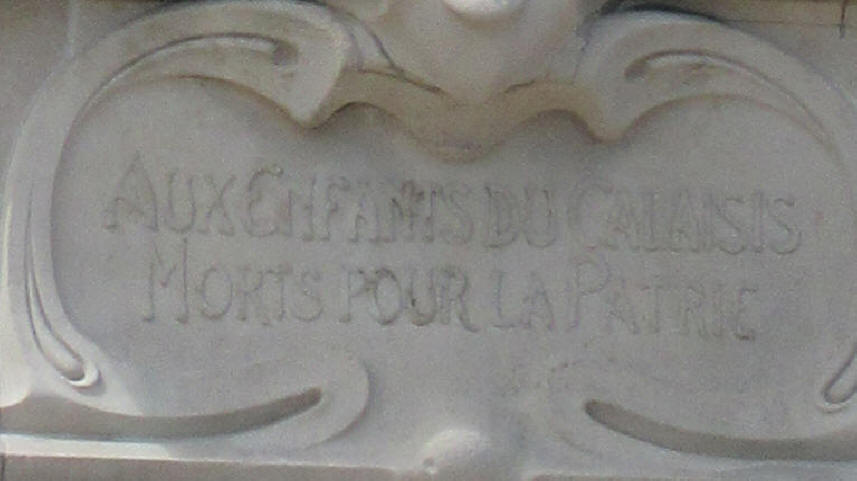 AUX ENFANTS DU CALAISIS
MORTS POUR LA PATRIE